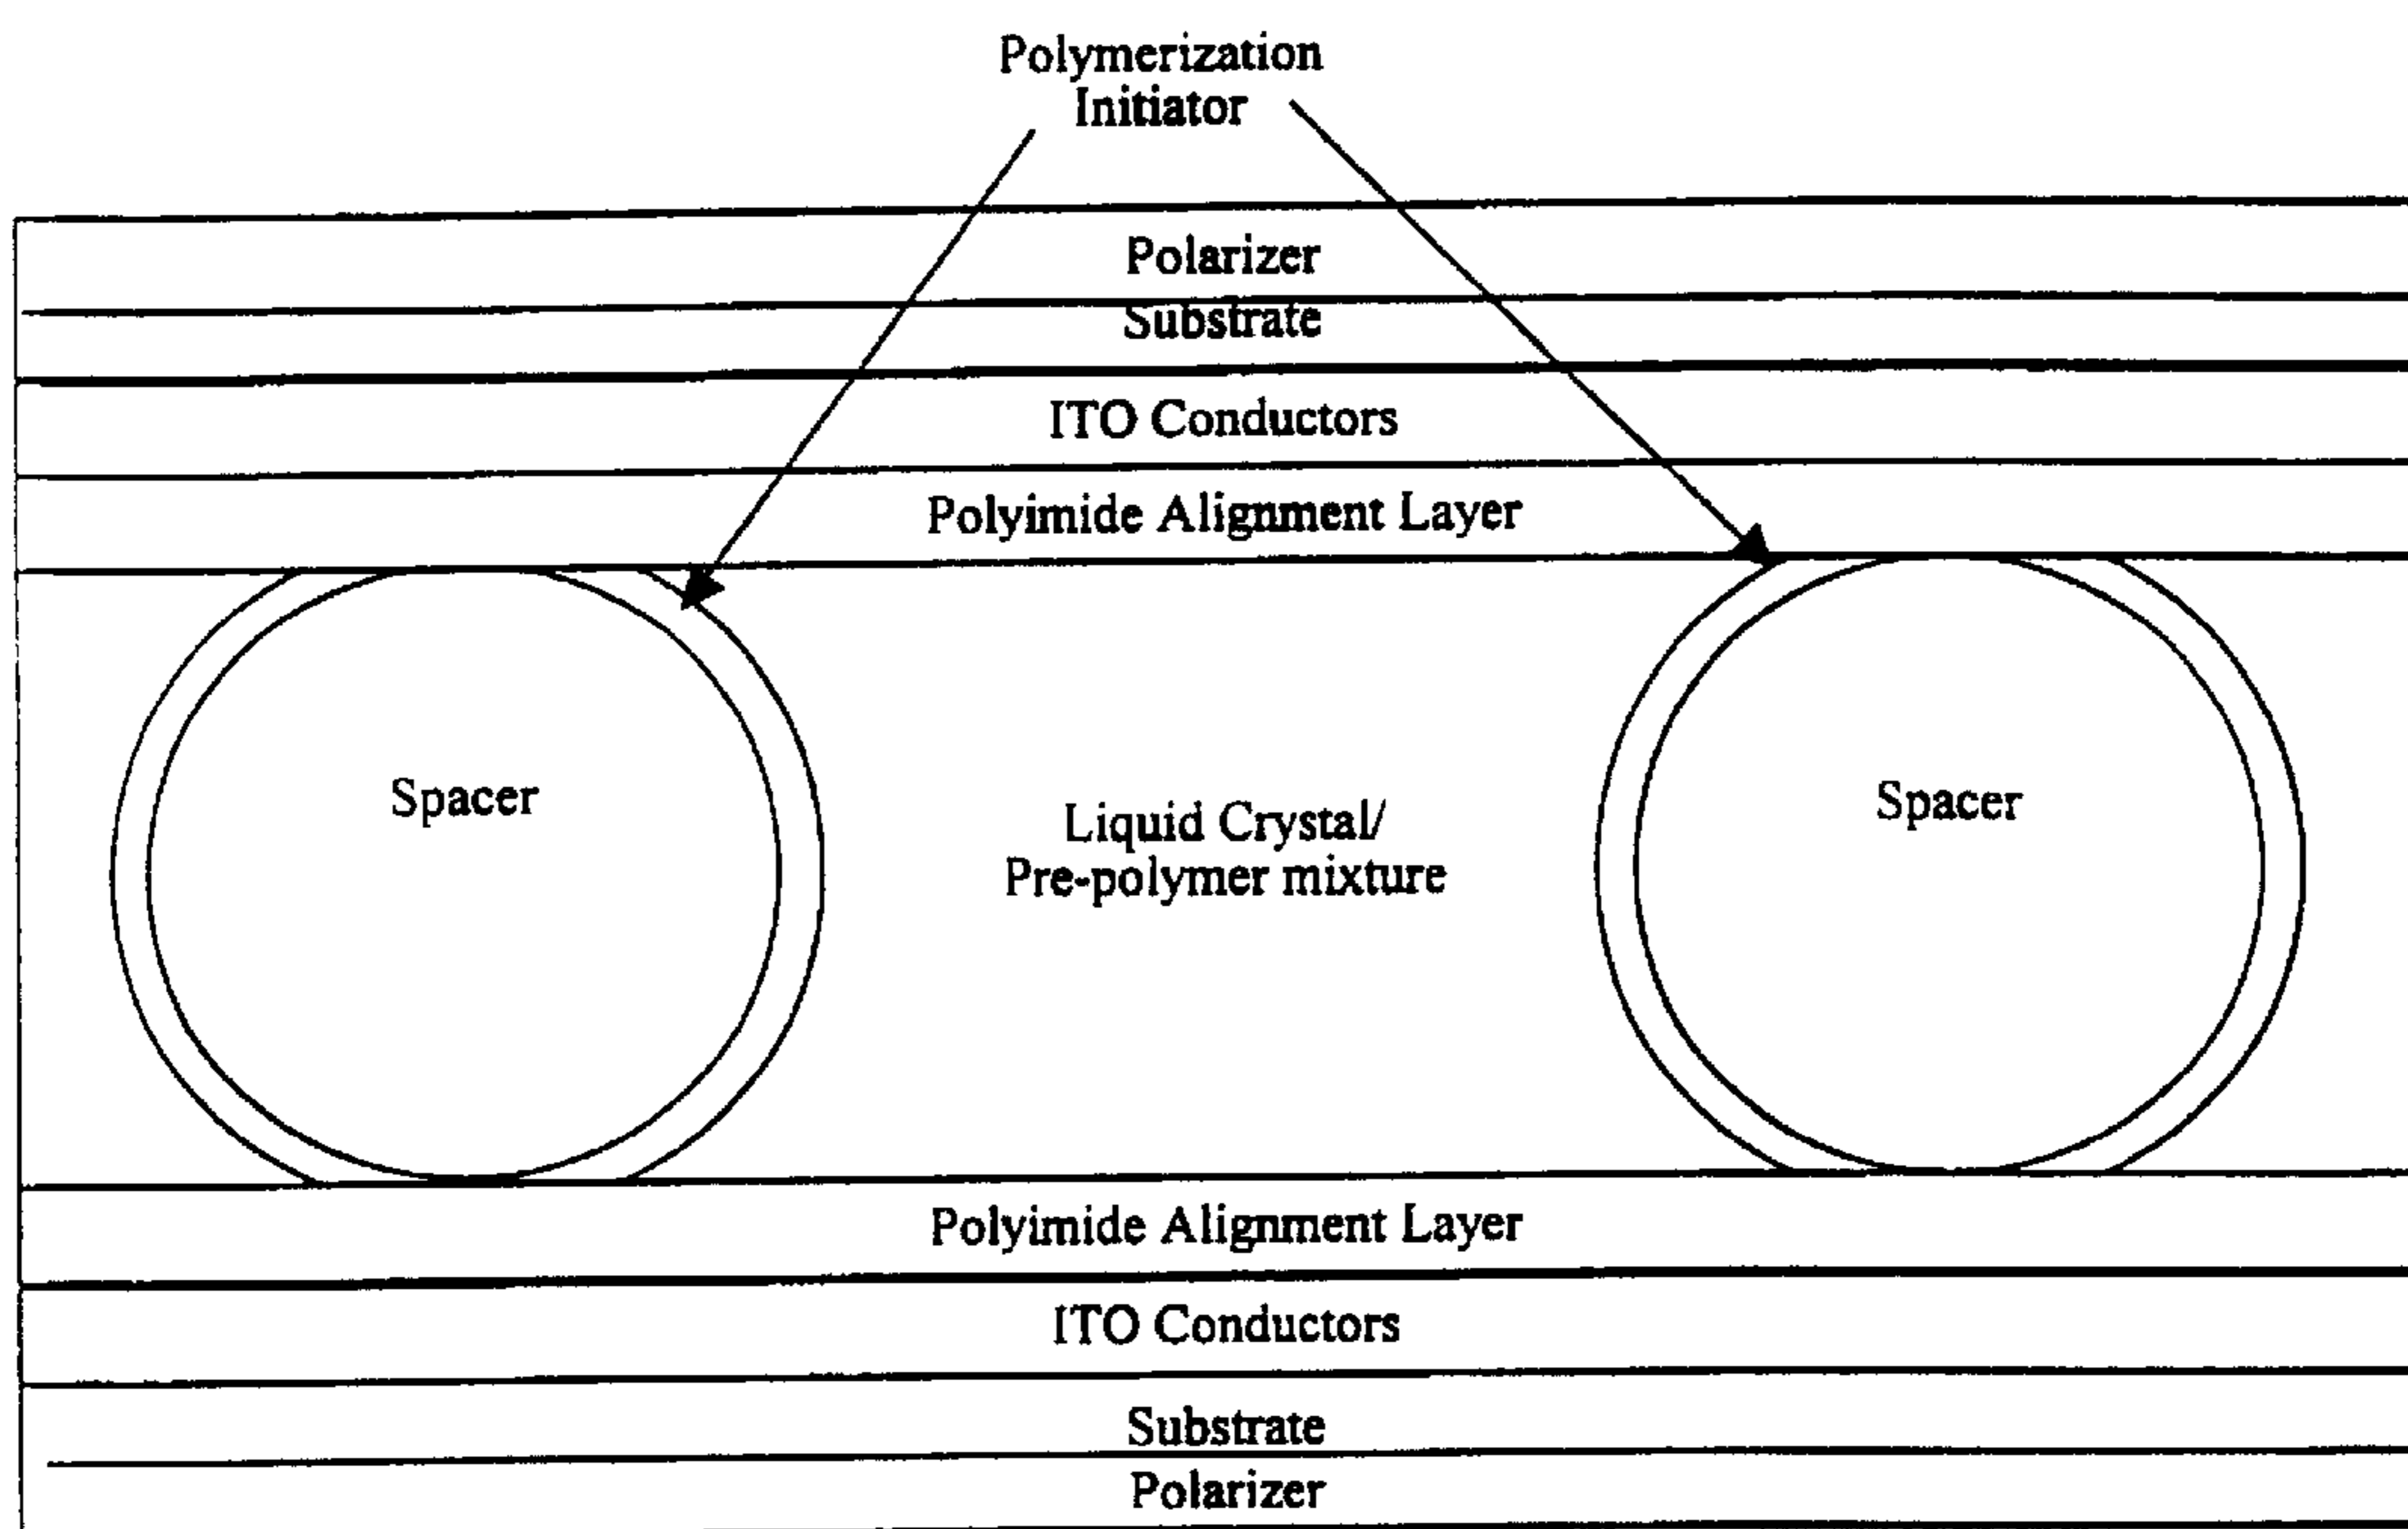 Polymerization
Initiator
Polarizer
Substrate
ITO Conductors
Polyimide Alignment Layer
Spacer
Liquid Crystal/
Pre-polymer mixture
Spacer
Polyimide Alignment Layer
ITO Conductors
Substrate
Polarizer